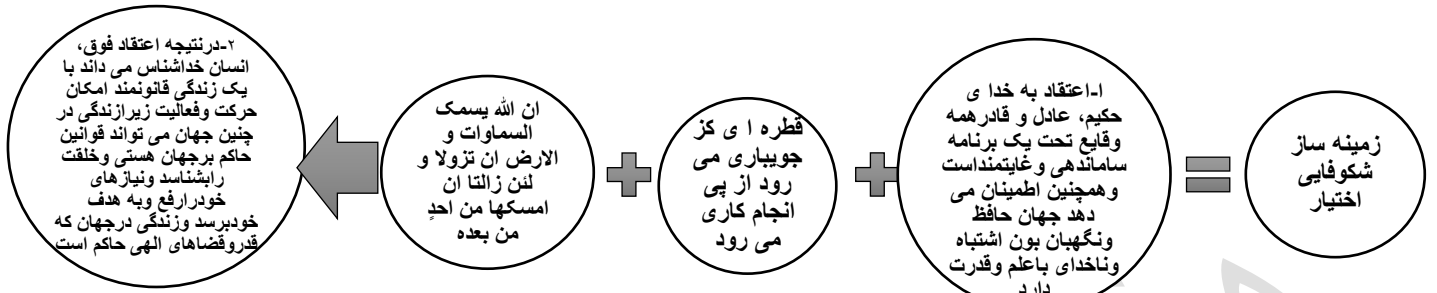 زمینه ساز
شکوفایی
اختیار
ا-اعتقاد به خدا ی
حکیم، عادل و قادرهمه
وقایع تحت یک برنامه
ساماندهی وغایتمنداست
وهمچنین اطمینان می
دهد جهان حافظ
ونگهبان بون اشتباه
وناخدای باعلم وقدرت
دارد
قطره ا ی کز
جویباری می
رود از پی
انجام کاری
می رود
ان الله یسمک
السماوات و
الارض ان تزولا و
لئن زالتا ان
امسکها من احدٍ
من بعده
۲-درنتیجه اعتقاد فوق،
انسان خداشناس می داند با
یک زندگی قانونمند امکان
حرکت وفعالیت زیرازندگی در
چنین جهان می تواند قوانین
حاکم برجهان هستی وخلقت
رابشناسد ونیازهای
خودرارفع وبه هدف
خودبرسد وزندگی درجهان که
قدروقضاهای الهی حاکم است